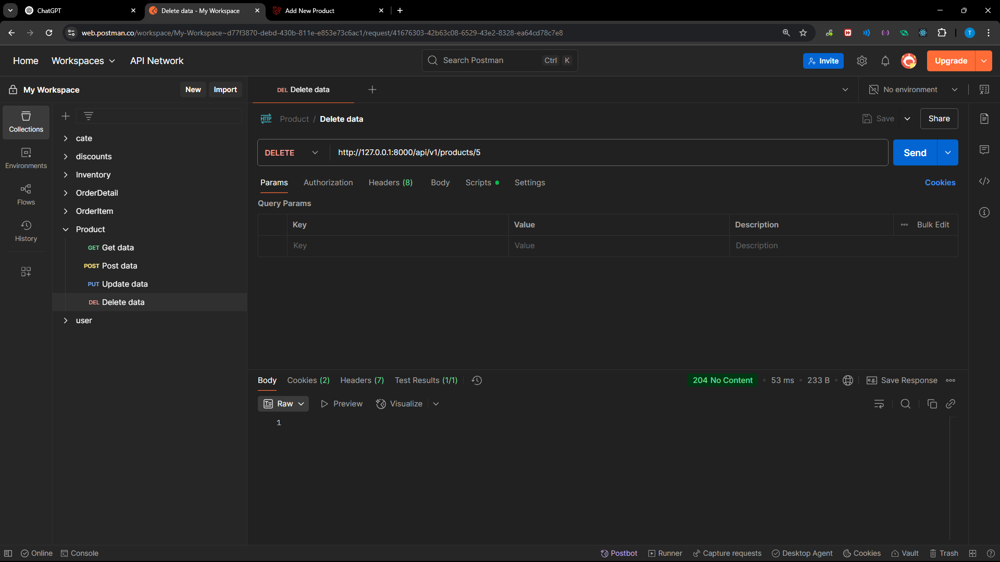 ChatGPT
Delete data - My Workspace
Add New Product
web.postman.co/workspace/My-Workspace~d77f3870-debd-430b-811e-e853e73c6ac1/request/41676303-42b63c08-6529-43e2-8328-ea64cd78c7e8
T
Home
Workspaces
API Network
Search Postman
Ctrl K
Invite
Upgrade
My Workspace
New
Import
DEL Delete data
No environment
Collections
Environments
Flows
History
cate
discounts
Inventory
OrderDetail
OrderItem
Product
GET Get data
POST Post data
PUT Update data
DEL Delete data
user
HTTP
Product / Delete data
Save
Share
DELETE
http://127.0.0.1:8000/api/v1/products/5
Send
Params
Authorization
Headers (8)
Body
Scripts
Settings
Cookies
Query Params
Key
Value
Description
Bulk Edit
Key
Value
Description
Body
Cookies (2)
Headers (7)
Test Results (1/1)
204 No Content
53 ms
233 B
e.g. Save Response
Raw
Preview
Visualize
1
Online
Console
Postbot
Runner
Capture requests
Desktop Agent
Cookies
Vault
Trash